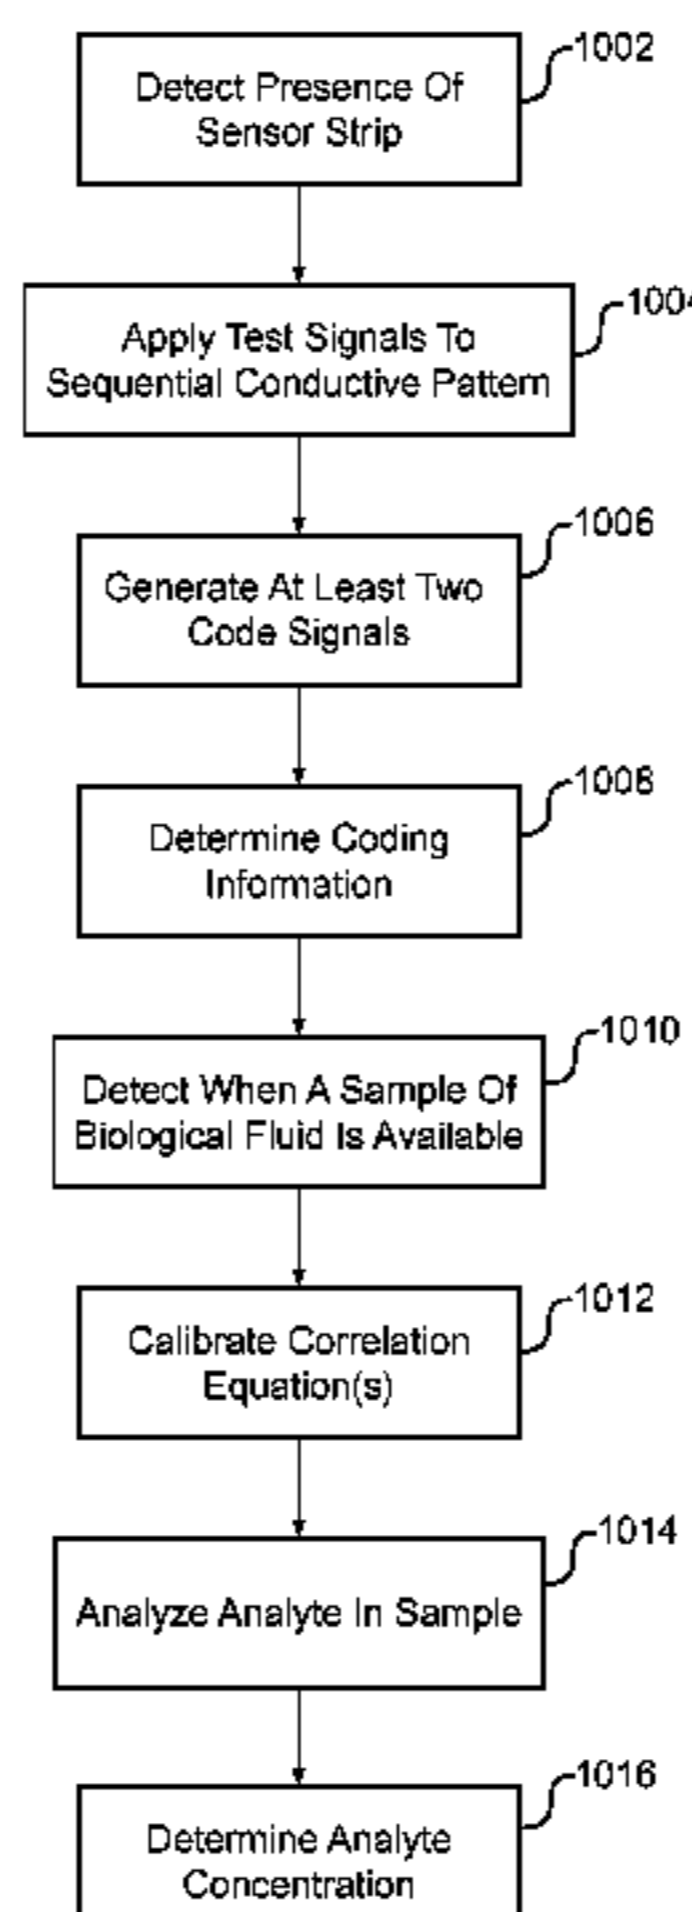 1002
Detect Presence Of
Sensor Strip
1004
Apply Test Signals To
Sequential Conductive Pattern
1006
Generate At Least Two
Code Signals
1008
Determine Coding
Information
1010
Detect When A Sample Of
Biological Fluid Is Available
1012
Calibrate Correlation
Equation(s)
1014
Analyze Analyte In Sample
1016
Determine Analyte
Concentration